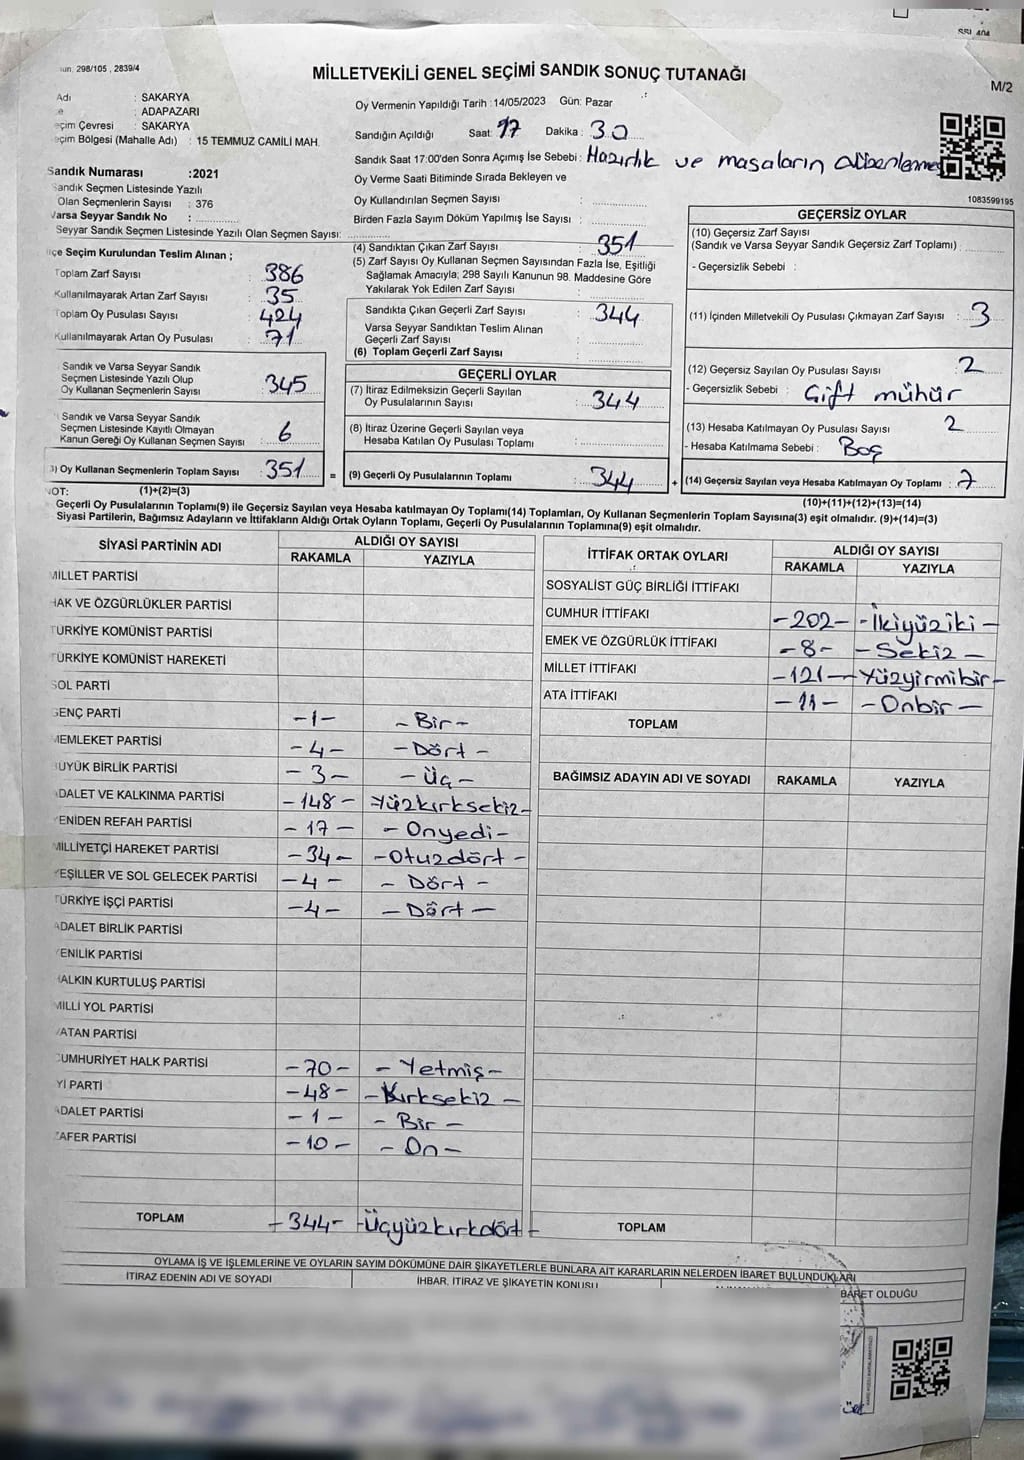 298/105 , 2839/4
MİLLETVEKİLİ GENEL SEÇİMİ SANDIK SONUÇ TUTANAĞI
M/2
Adı : SAKARYA
: ADAPAZARI
eçim Çevresi : SAKARYA
eçim Bölgesi (Mahalle Adı) : 15 TEMMUZ CAMİLİ MAH.
Oy Vermenin Yapıldığı Tarih :14/05/2023 Gün: Pazar
Sandığın Açıldığı Saat: 17 Dakika : 30
Sandık Saat 17:00'den Sonra Açımış İse Sebebi : Hazırlık ve masaların
Oy Verme Saati Bitiminde Sırada Bekleyen ve
Oy Kullandırılan Seçmen Sayısı :
Birden Fazla Sayım Döküm Yapılmış İse Sayısı :
1083599195
Sandık Numarası :2021
Sandık Seçmen Listesinde Yazılı
Olan Seçmenlerin Sayısı : 376
Varsa Seyyar Sandık No :
Seyyar Sandık Seçmen Listesinde Yazılı Olan Seçmen Sayısı:
lçe Seçim Kurulundan Teslim Alınan ;
Toplam Zarf Sayısı : 386
Kullanılmayarak Artan Zarf Sayısı : 35
Toplam Oy Pusulası Sayısı : 424
Kullanılmayarak Artan Oy Pusulası : 71
Sandık ve Varsa Seyyar Sandık
Seçmen Listesinde Yazılı Olup
Oy Kullanan Seçmenlerin Sayısı : 345
Sandık ve Varsa Seyyar Sandık
Seçmen Listesinde Kayıtlı Olmayan
Kanun Gereği Oy Kullanan Seçmen Sayısı : 6
3) Oy Kullanan Seçmenlerin Toplam Sayısı 351 =
(4) Sandıktan Çıkan Zarf Sayısı : 351
(5) Zarf Sayısı Oy Kullanan Seçmen Sayısından Fazla İse, Eşitliği
Sağlamak Amacıyla; 298 Sayılı Kanunun 98. Maddesine Göre
Yakılarak Yok Edilen Zarf Sayısı :
Sandıkta Çıkan Geçerli Zarf Sayısı : 344
Varsa Seyyar Sandıktan Teslim Alınan
Geçerli Zarf Sayısı :
(6) Toplam Geçerli Zarf Sayısı :
GEÇERLİ OYLAR
(7) İtiraz Edilmeksizin Geçerli Sayılan
Oy Pusulalarının Sayısı : 344
(8) İtiraz Üzerine Geçerli Sayılan veya
Hesaba Katılan Oy Pusulası Toplamı :
(9) Geçerli Oy Pusulalarının Toplamı : 344 +
GEÇERSİZ OYLAR
(10) Geçersiz Zarf Sayısı
(Sandık ve Varsa Seyyar Sandık Geçersiz Zarf Toplamı) :
- Geçersizlik Sebebi :
(11) İçinden Milletvekili Oy Pusulası Çıkmayan Zarf Sayısı : 3
(12) Geçersiz Sayılan Oy Pusulası Sayısı : 2
- Geçersizlik Sebebi : Çift mühür
(13) Hesaba Katılmayan Oy Pusulası Sayısı 2
- Hesaba Katılmama Sebebi : Boş
(14) Geçersiz Sayılan veya Hesaba Katılmayan Oy Toplamı : 7
NOT: (1)+(2)=(3) (10)+(11)+(12)+(13)=(14)
Geçerli Oy Pusulalarının Toplamı(9) ile Geçersiz Sayılan veya Hesaba katılmayan Oy Toplamı(14) Toplamları, Oy Kullanan Seçmenlerin Toplam Sayısına(3) eşit olmalıdır. (9)+(14)=(3)
Siyasi Partilerin, Bağımsız Adayların ve İttifakların Aldığı Ortak Oyların Toplamı, Geçerli Oy Pusulasının Toplamına(9) eşit olmalıdır.
SİYASİ PARTİNİN ADI ALDIĞI OY SAYISI
RAKAMLA YAZIYLA
MİLLET PARTİSİ
HAK VE ÖZGÜRLÜKLER PARTİSİ
TÜRKİYE KOMÜNİST PARTİSİ
TÜRKİYE KOMÜNİST HAREKETİ
SOL PARTİ
GENÇ PARTİ -1- -Bir-
MEMLEKET PARTİSİ -4- -Dört-
BÜYÜK BİRLİK PARTİSİ -3- -Üç-
ADALET VE KALKINMA PARTİSİ -148- -Yüzkırksekiz-
YENİDEN REFAH PARTİSİ -17- -Onyedi-
MİLLİYETÇİ HAREKET PARTİSİ -34- -Otuzdört-
YEŞİLLER VE SOL GELECEK PARTİSİ -4- -Dört-
TÜRKİYE İŞÇİ PARTİSİ -4- -Dört-
ADALET BİRLİK PARTİSİ
YENİLİK PARTİSİ
HALKIN KURTULUŞ PARTİSİ
MİLLİ YOL PARTİSİ
VATAN PARTİSİ
CUMHURİYET HALK PARTİSİ -70- -Yetmiş-
İYİ PARTİ -48- -Kırksekiz-
ADALET PARTİSİ -1- -Bir-
ZAFER PARTİSİ -10- -On-
TOPLAM -344- -Üçyüzkırkdört-
İTTİFAK ORTAK OYLARI ALDIĞI OY SAYISI
RAKAMLA YAZIYLA
SOSYALİST GÜÇ BİRLİĞİ İTTİFAKI
CUMHUR İTTİFAKI -202- -İkiyüziki-
EMEK VE ÖZGÜRLÜK İTTİFAKI -8- -Sekiz-
MİLLET İTTİFAKI -121- -Yüzyirmibir-
ATA İTTİFAKI -11- -Onbir-
TOPLAM
BAĞIMSIZ ADAYIN ADI VE SOYADI RAKAMLA YAZIYLA
TOPLAM
OYLAMA İŞ VE İŞLEMLERİNE VE OYLARIN SAYIM DÖKÜMÜNE DAİR ŞİKAYETLERLE BUNLARA AİT KARARLARIN NELERDEN İBARET BULUNDUKLARI
İTİRAZ EDENİN ADI VE SOYADI İHBAR, İTİRAZ VE ŞİKAYETİN KONUSU
BARET OLDUĞU